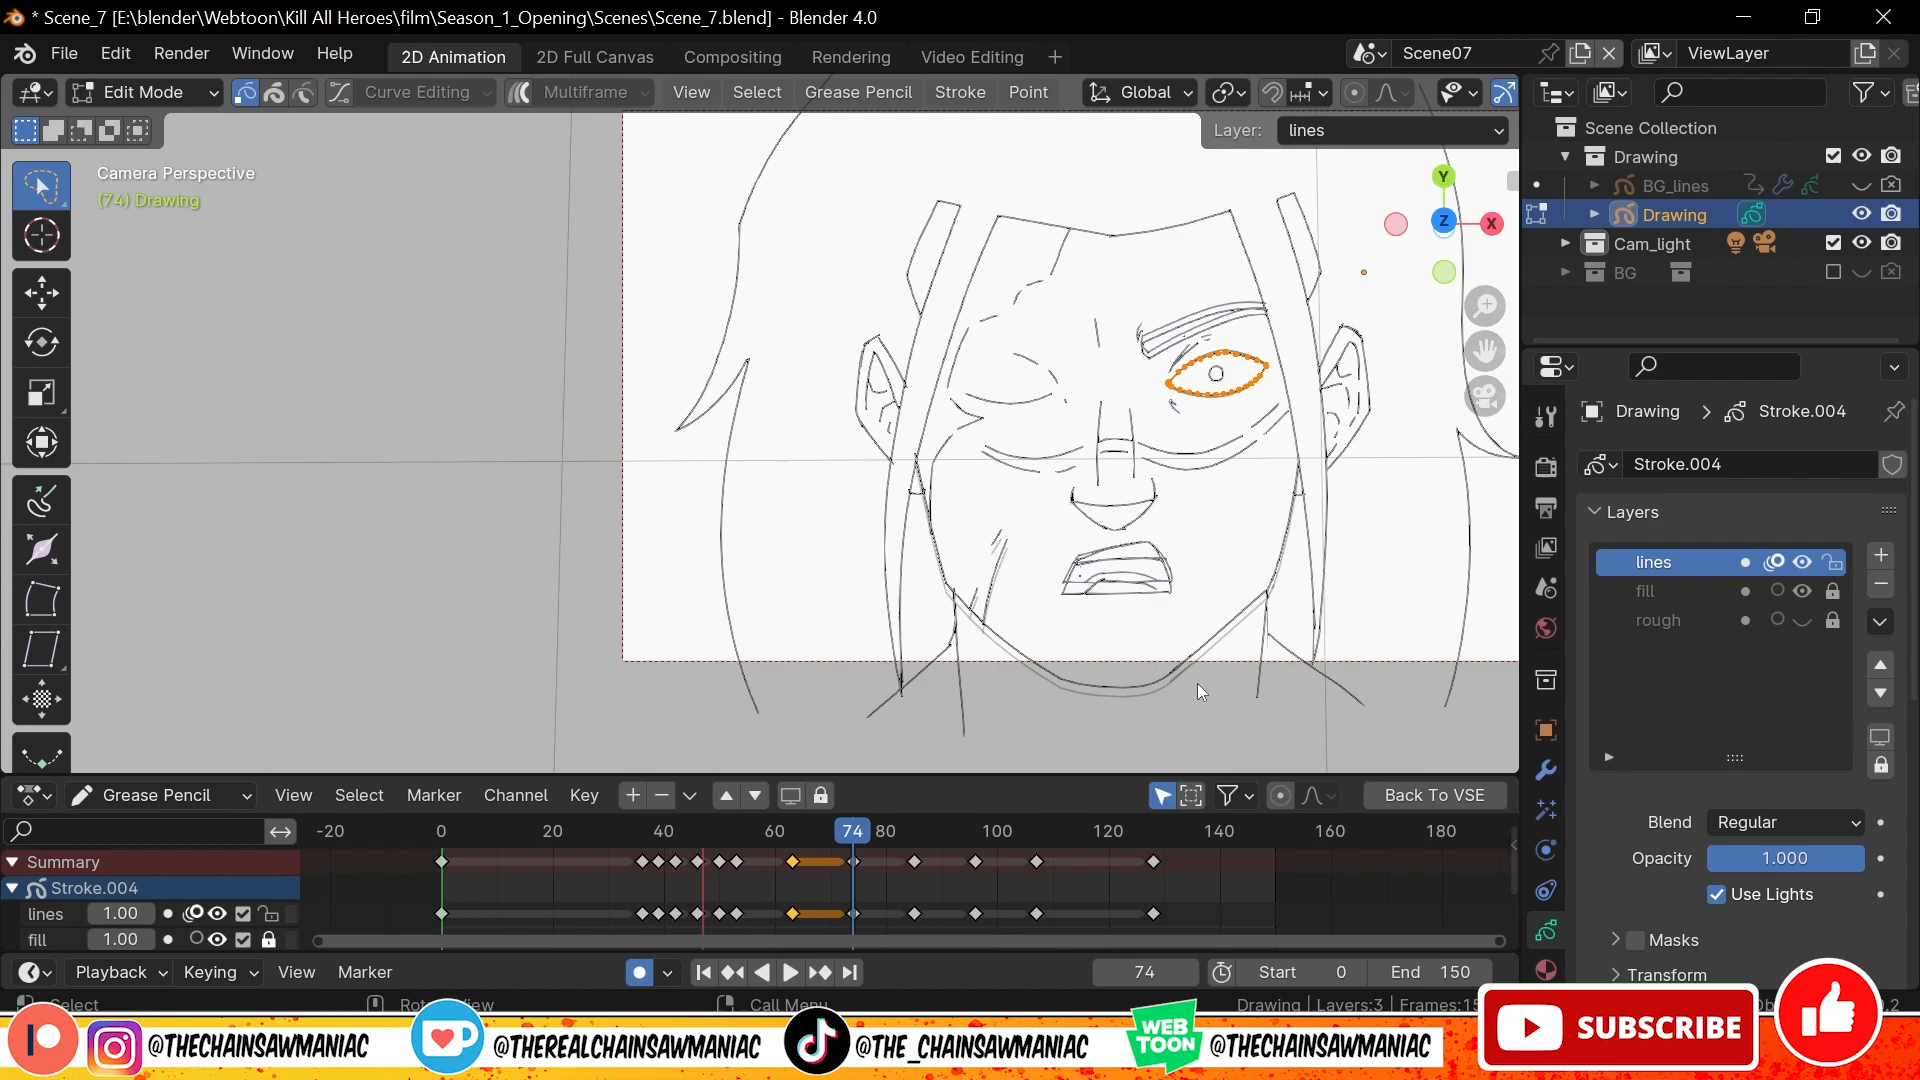 * Scene_7 [E:\blender\Webtoon\Kill All Heroes\film\Season_1_Opening\Scenes\Scene_7.blend] - Blender 4.0
File Edit Render Window Help 2D Animation 2D Full Canvas Compositing Rendering Video Editing + Scene07 ViewLayer
Edit Mode Curve Editing Multiframe View Select Grease Pencil Stroke Point Global
Layer: lines
Camera Perspective
(74) Drawing
Y
Z
X
Scene Collection
Drawing
BG_lines
Drawing
Cam_light
BG
Drawing > Stroke.004
Stroke.004
Layers
lines
fill
rough
Blend Regular
Opacity 1.000
Use Lights
Masks
Transform
Grease Pencil View Select Marker Channel Key Back To VSE
-20 0 20 40 60 74 80 100 120 140 160 180
Summary
Stroke.004
lines 1.00
fill 1.00
Playback Keying View Marker 74 Start 0 End 150
Select Call Menu Drawing | Layers:3 | Frames:15
@THECHAINSAWMANIAC @THEREALCHAINSAWMANIAC @THE_CHAINSAWMANIAC WEB TOON @THECHAINSAWMANIAC SUBSCRIBE